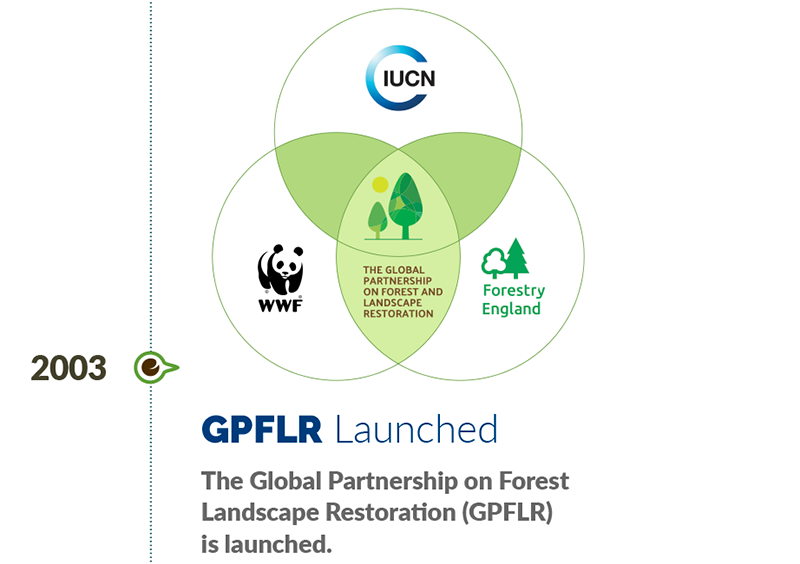 IUCN
WWF
THE GLOBAL
PARTNERSHIP
ON FOREST AND
LANDSCAPE
RESTORATION
Forestry
England
2003
GPFLR Launched
The Global Partnership on Forest
Landscape Restoration (GPFLR)
is launched.